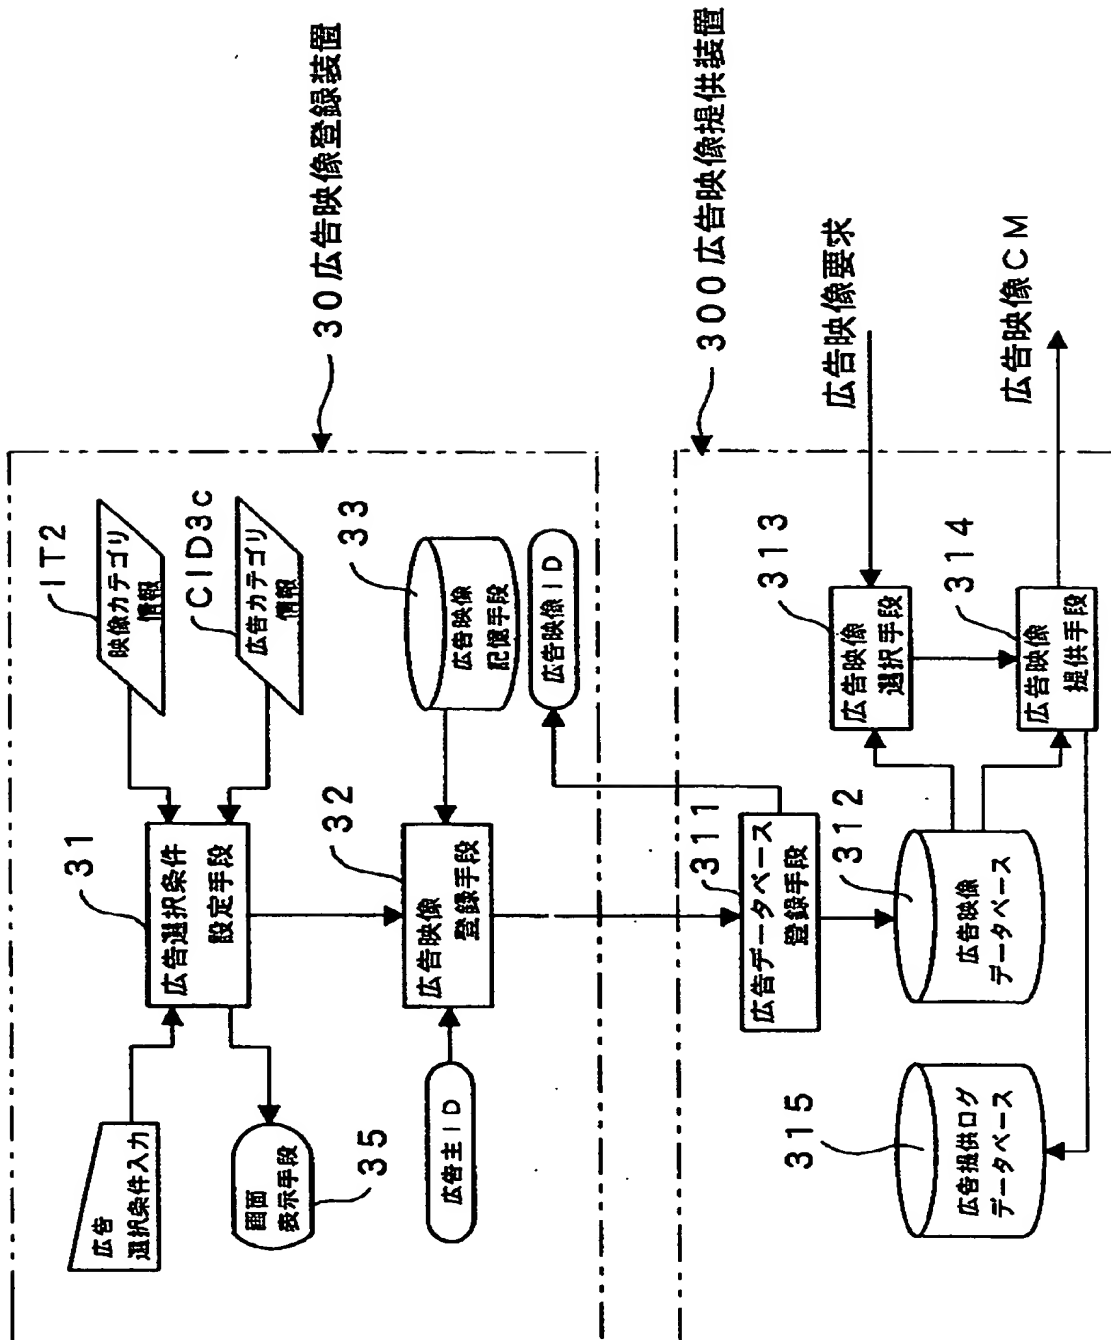 30広告映像登録装置
IT2
映像カテゴリ
情報
CID3c
広告カテゴリ
情報
31
広告選択条件
設定手段
広告
選択条件入力
画面
表示手段
35
33
広告映像
記憶手段
32
広告映像
登録手段
広告主ID
広告映像ID
300広告映像提供装置
広告映像要求
広告映像CM
311
広告データベース
登録手段
312
広告映像
データベース
313
広告映像
選択手段
314
広告映像
提供手段
315
広告提供ログ
データベース